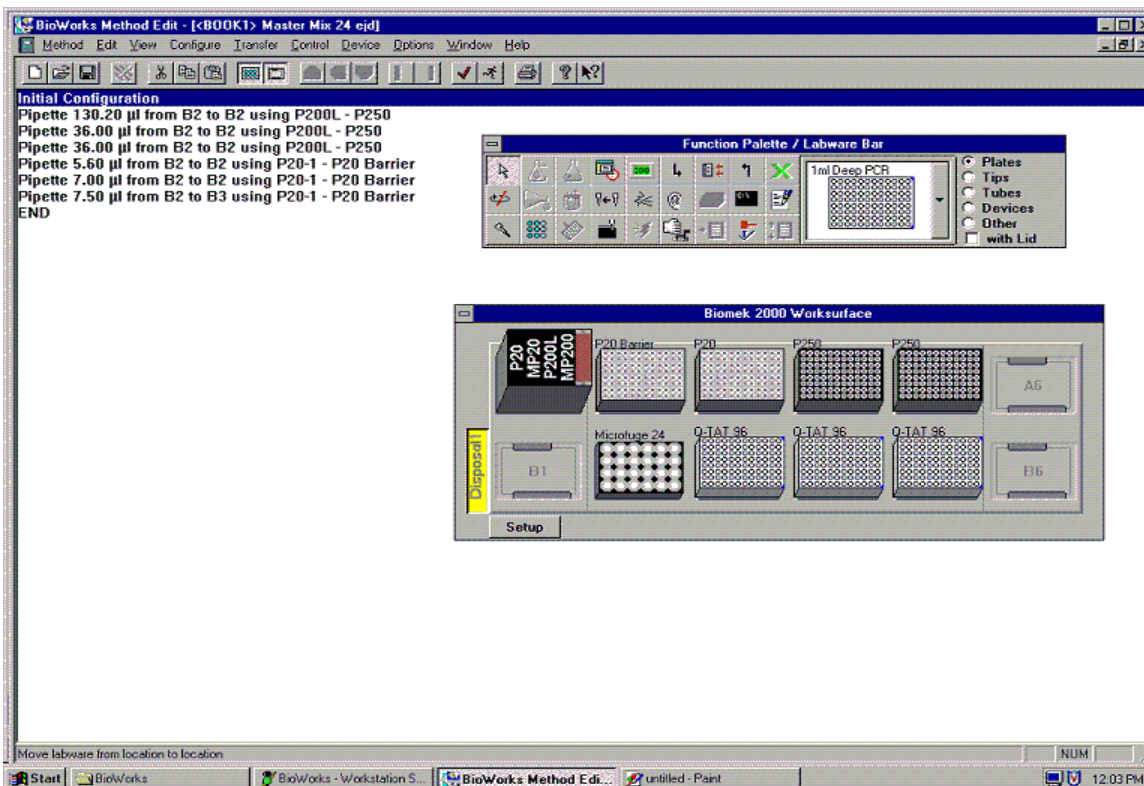 BioWorks Method Edit - [<BOOK1> Master Mix 24 ejd]
Method Edit View Configure Transfer Control Device Options Window Help
Initial Configuration
Pipette 130.20 µl from B2 to B2 using P200L - P250
Pipette 36.00 µl from B2 to B2 using P200L - P250
Pipette 36.00 µl from B2 to B2 using P200L - P250
Pipette 5.60 µl from B2 to B2 using P20-1 - P20 Barrier
Pipette 7.00 µl from B2 to B2 using P20-1 - P20 Barrier
Pipette 7.50 µl from B2 to B3 using P20-1 - P20 Barrier
END
Function Palette / Labware Bar
1ml Deep PCR
Plates
Tips
Tubes
Devices
Other
with Lid
Biomek 2000 Worksurface
P20
MP20
P200L
MP200
P20 Barrier P20 P250 P250
A6
Disposal1
B1
Microfuge 24 Q-TAT 96 Q-TAT 96 Q-TAT 96
B6
Setup
Move labware from location to location
NUM
Start BioWorks BioWorks - Workstation S... BioWorks Method Edi... untitled - Paint 12:03 PM